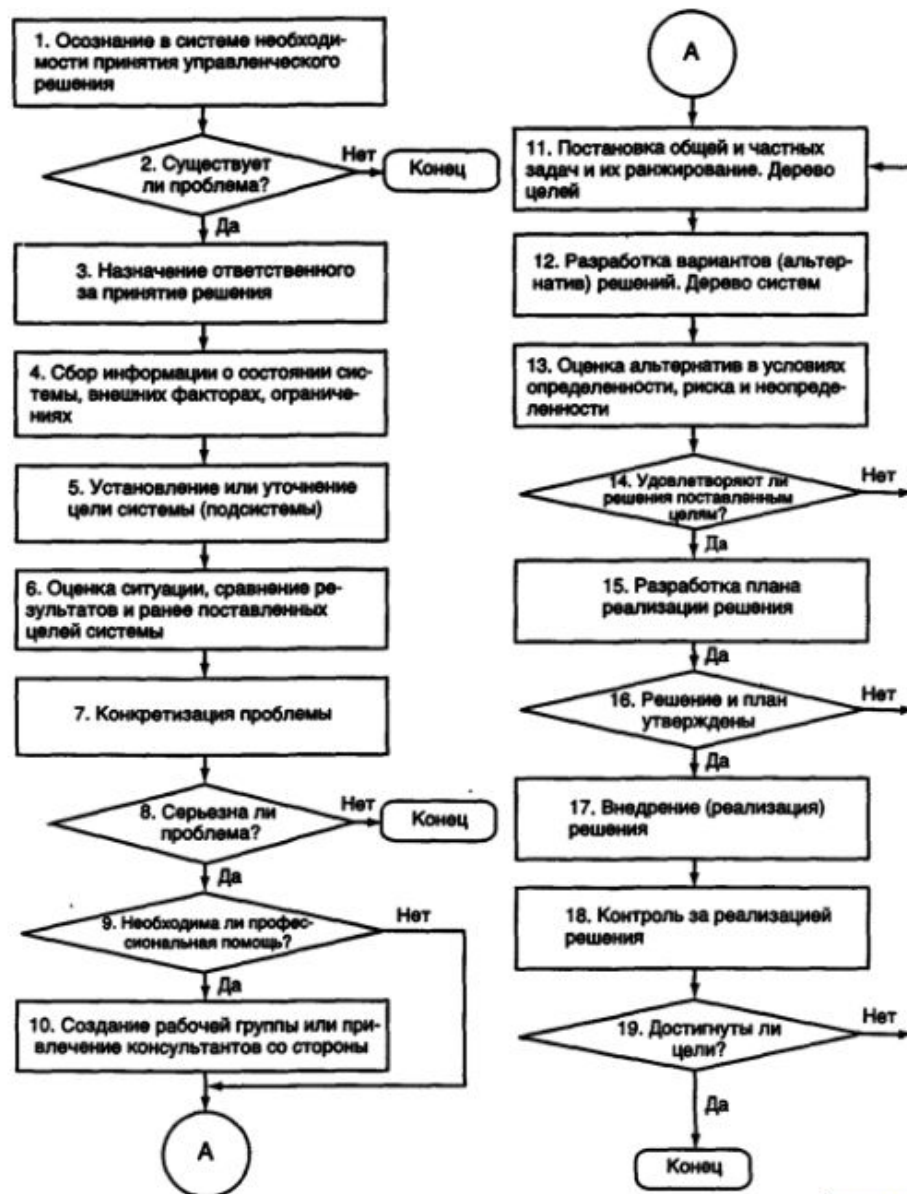 1. Осознание в системе необходи-
мости принятия управленческого
решения
2. Существует
ли проблема?
Нет
Конец
Да
3. Назначение ответственного
за принятие решения
4. Сбор информации о состоянии сис-
темы, внешних факторах, ограниче-
ниях
5. Установление или уточнение
цели системы (подсистемы)
6. Оценка ситуации, сравнение ре-
зультатов и ранее поставленных
целей системы
7. Конкретизация проблемы
8. Серьезна ли
проблема?
Нет
Конец
Да
9. Необходима ли профес-
сиональная помощь?
Нет
Да
10. Создание рабочей группы или при-
влечение консультантов со стороны
А
А
11. Постановка общей и частных
задач и их ранжирование. Дерево
целей
12. Разработка вариантов (альтер-
натив) решений. Дерево систем
13. Оценка альтернатив в условиях
определенности, риска и неопреде-
ленности
14. Удовлетворяют ли
решения поставленным
целям?
Нет
Да
15. Разработка плана
реализации решения
Да
16. Решение и план
утверждены
Нет
Да
17. Внедрение (реализация)
решения
18. Контроль за реализацией
решения
19. Достигнуты ли
цели?
Нет
Да
Конец